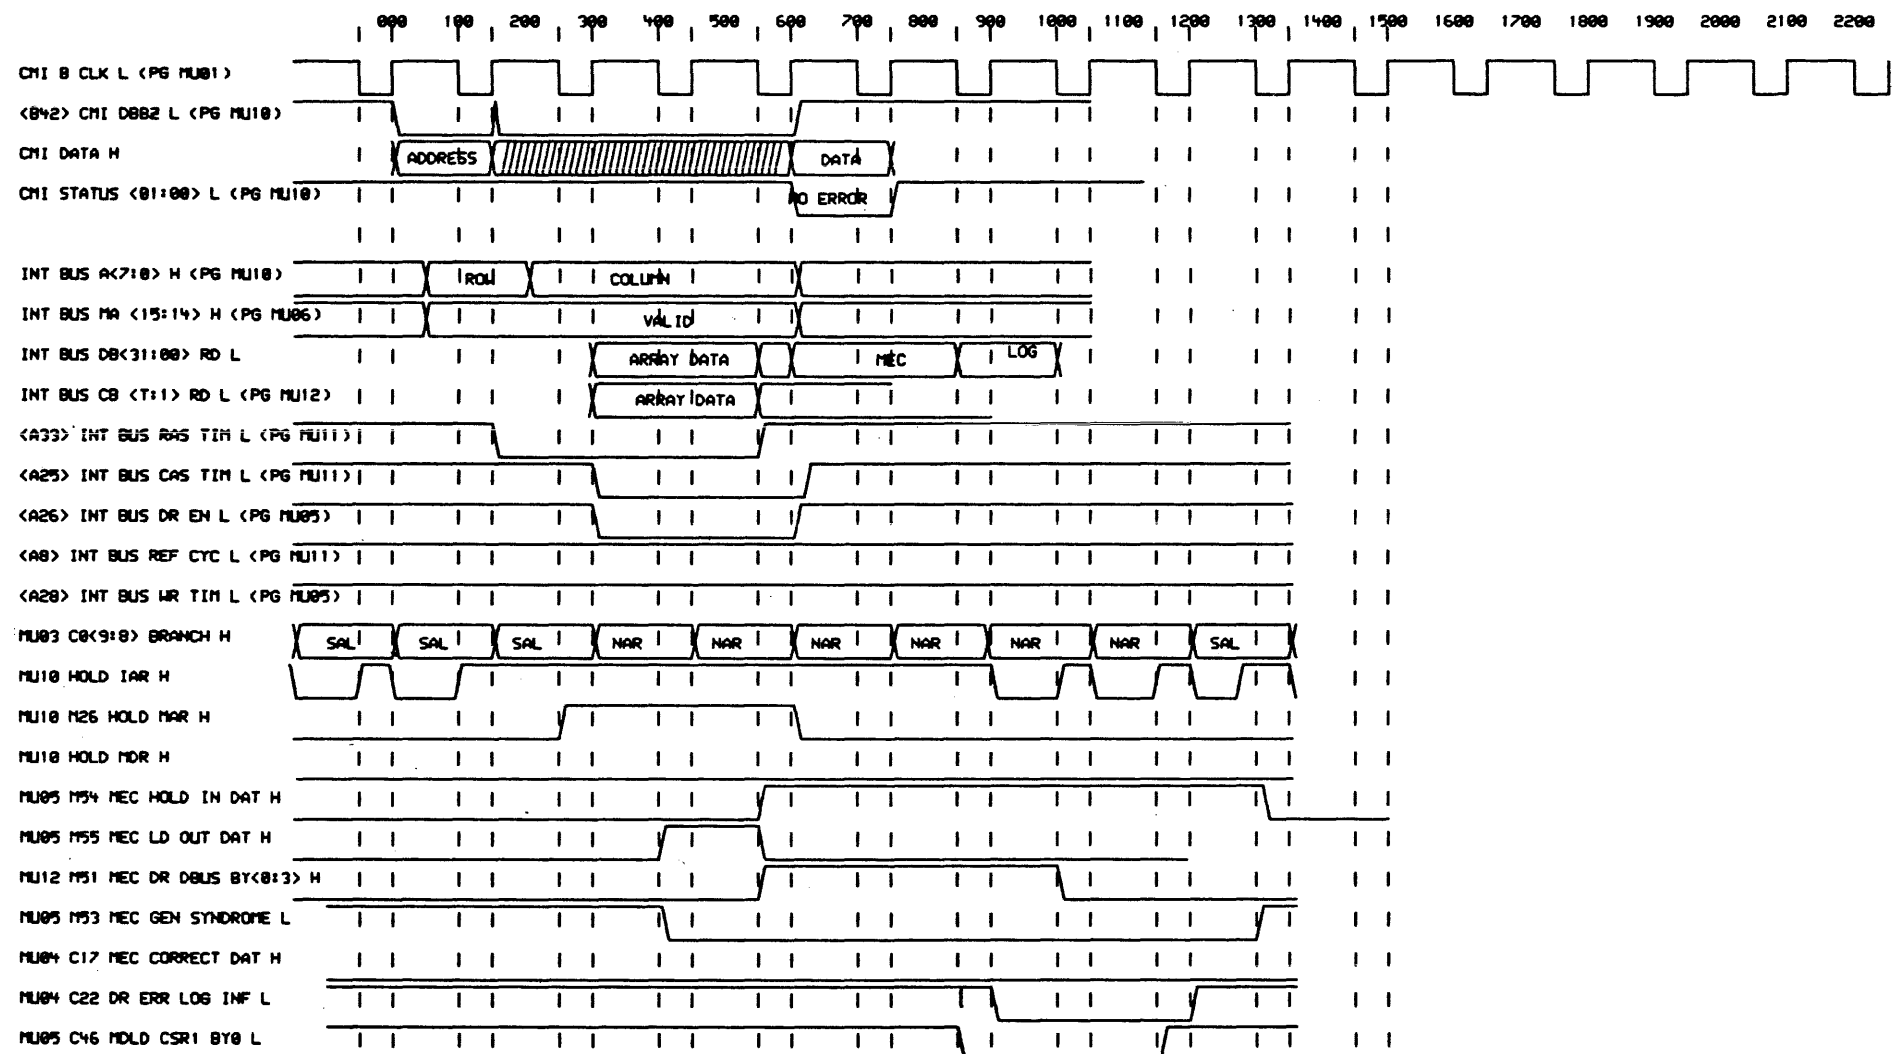 000 100 200 300 400 500 600 700 800 900 1000 1100 1200 1300 1400 1500 1600 1700 1800 1900 2000 2100 2200
CMI B CLK L (PG MU01)
<B42> CMI DBBZ L (PG MU10)
CMI DATA H ADDRESS DATA
CMI STATUS <01:00> L (PG MU10) NO ERROR
INT BUS A<7:0> H (PG MU10) ROW COLUMN
INT BUS MA <15:14> H (PG MU06) VALID
INT BUS DB<31:00> RD L ARRAY DATA MEC LOG
INT BUS CB <T:1> RD L (PG MU12) ARRAY DATA
<A33> INT BUS RAS TIM L (PG MU11)
<A25> INT BUS CAS TIM L (PG MU11)
<A26> INT BUS DR EN L (PG MU05)
<A8> INT BUS REF CYC L (PG MU11)
<A28> INT BUS WR TIM L (PG MU05)
MU03 C0<9:8> BRANCH H SAL SAL SAL NAR NAR NAR NAR NAR NAR SAL
MU10 HOLD IAR H
MU10 M26 HOLD MAR H
MU10 HOLD MDR H
MU05 M54 MEC HOLD IN DAT H
MU05 M55 MEC LD OUT DAT H
MU12 M51 MEC DR DBUS BY<0:3> H
MU05 M53 MEC GEN SYNDROME L
MU04 C17 MEC CORRECT DAT H
MU04 C22 DR ERR LOG INF L
MU05 C46 MDLD CSR1 BY0 L